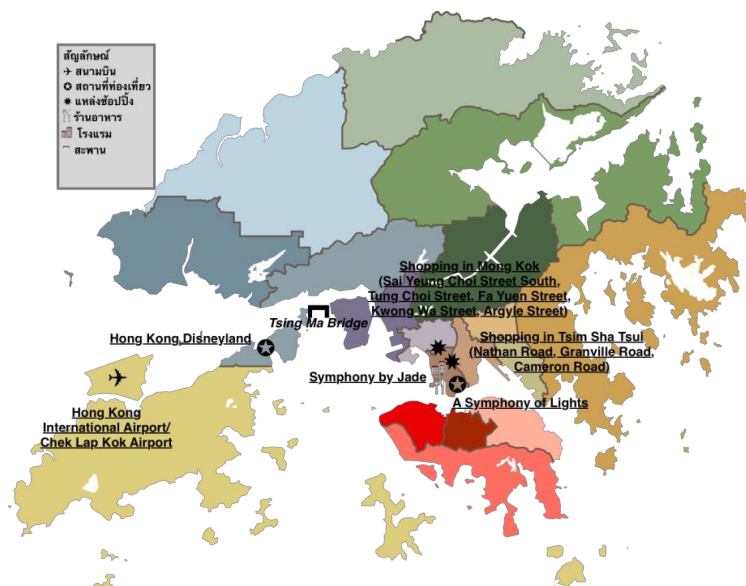 สัญลักษณ์
สนามบิน
สถานที่ท่องเที่ยว
แหล่งช้อปปิ้ง
ร้านอาหาร
โรงแรม
สะพาน
Shopping in Mong Kok
(Sai Yeung Choi Street South,
Tung Choi Street, Fa Yuen Street,
Kwong Wa Street, Argyle Street)
Tsing Ma Bridge
Hong Kong Disneyland
Shopping in Tsim Sha Tsui
(Nathan Road, Granville Road,
Cameron Road)
Symphony by Jade
A Symphony of Lights
Hong Kong
International Airport/
Chek Lap Kok Airport